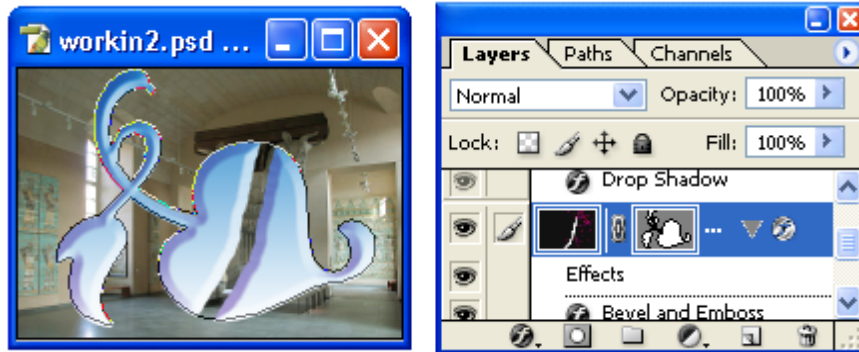 workin2.psd ...
Layers Paths Channels
Normal Opacity: 100%
Lock: Fill: 100%
Drop Shadow
...
Effects
Bevel and Emboss